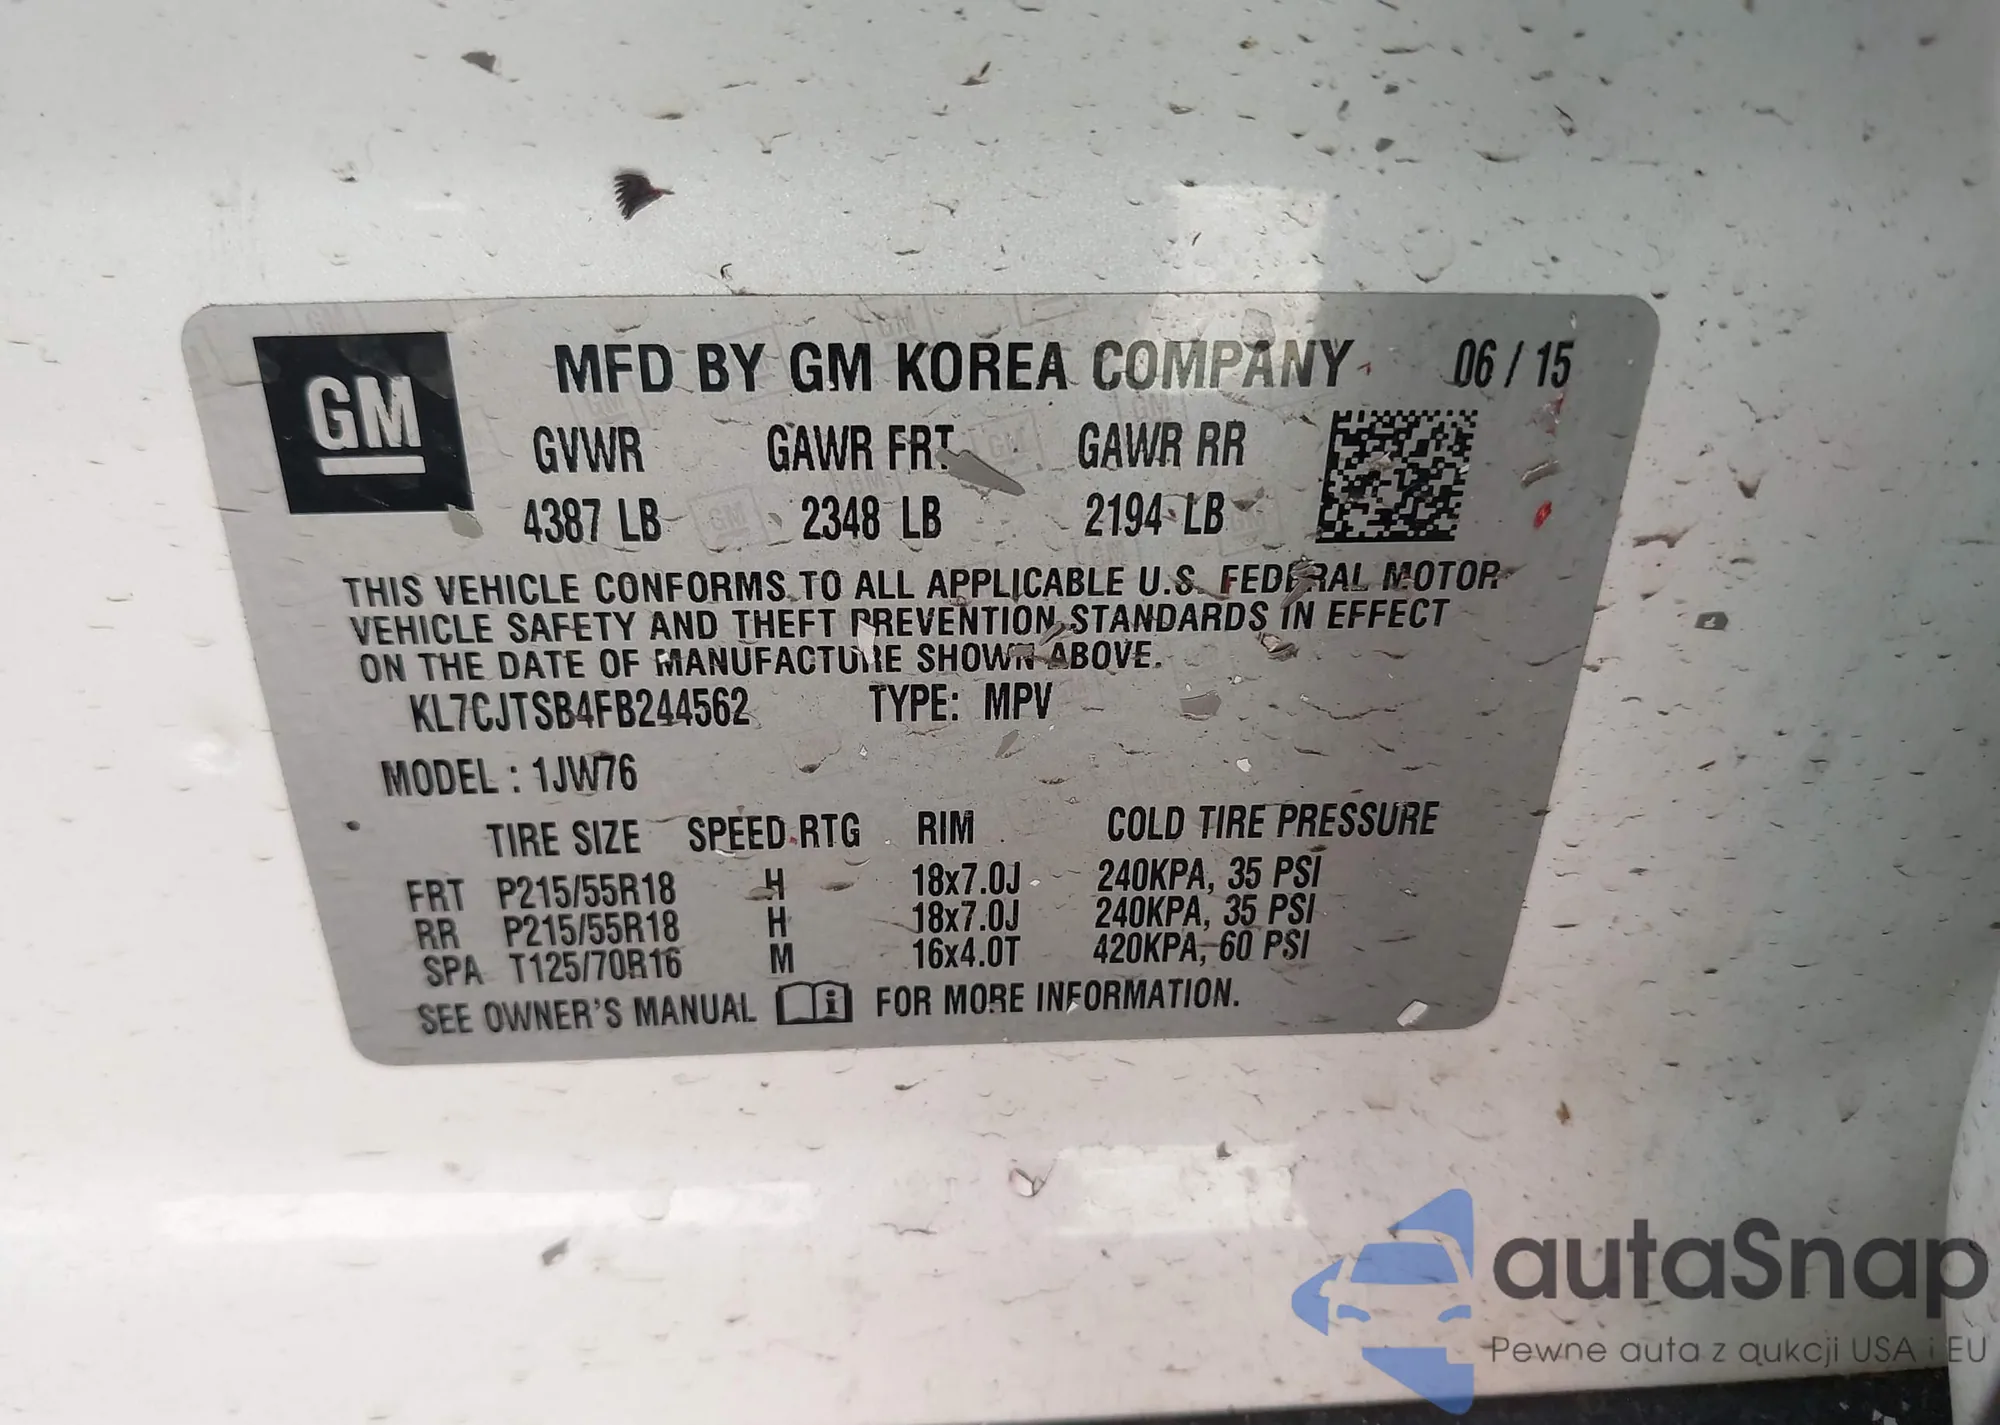 GM
MFD BY GM KOREA COMPANY 06 / 15
GVWR GAWR FRT GAWR RR
4387 LB 2348 LB 2194 LB
THIS VEHICLE CONFORMS TO ALL APPLICABLE U.S. FEDERAL MOTOR
VEHICLE SAFETY AND THEFT PREVENTION STANDARDS IN EFFECT
ON THE DATE OF MANUFACTURE SHOWN ABOVE.
KL7CJTSB4FB244562 TYPE: MPV
MODEL : 1JW76
TIRE SIZE SPEED RTG RIM COLD TIRE PRESSURE
FRT P215/55R18 H 18x7.0J 240KPA, 35 PSI
RR P215/55R18 H 18x7.0J 240KPA, 35 PSI
SPA T125/70R16 M 16x4.0T 420KPA, 60 PSI
SEE OWNER'S MANUAL i FOR MORE INFORMATION.
autaSnap
Pewne auta z aukcji USA i EU